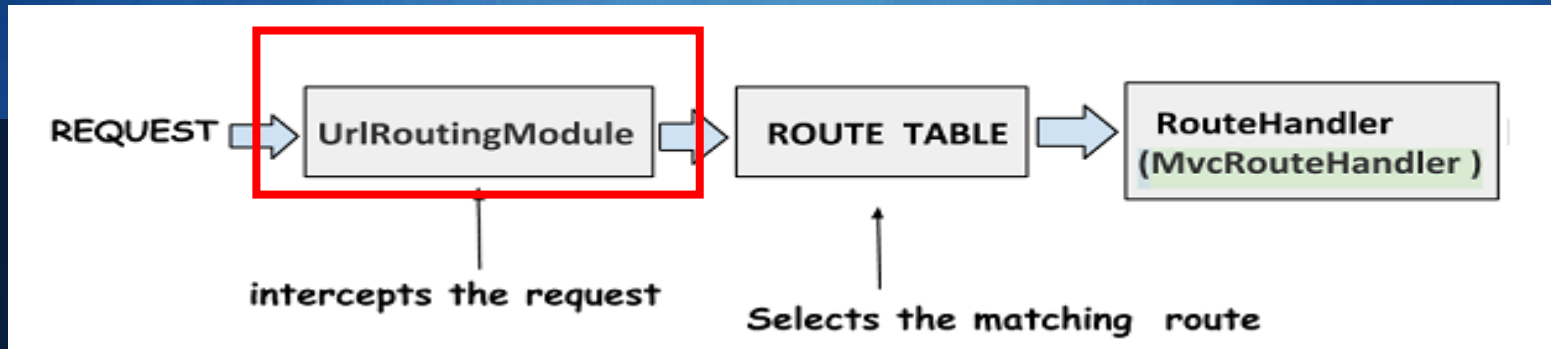 REQUEST
UrlRoutingModule
ROUTE TABLE
RouteHandler
(MvcRouteHandler )
intercepts the request
Selects the matching route